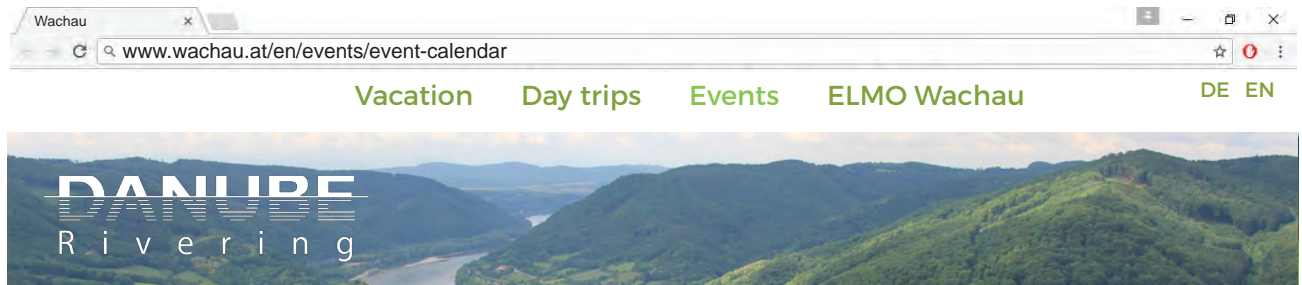 Wachau
www.wachau.at/en/events/event-calendar
Vacation Day trips Events ELMO Wachau DE EN
DANUBE
Rivering